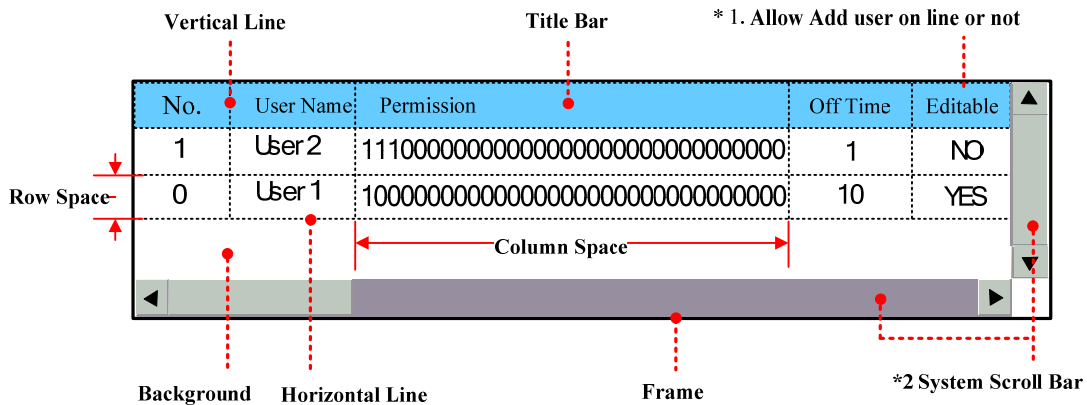 Vertical Line
Title Bar
* 1. Allow Add user on line or not
No. User Name Permission Off Time Editable
1 User 2 11100000000000000000000000000000 1 NO
0 User 1 10000000000000000000000000000000 10 YES
Row Space
Column Space
Background
Horizontal Line
Frame
*2 System Scroll Bar